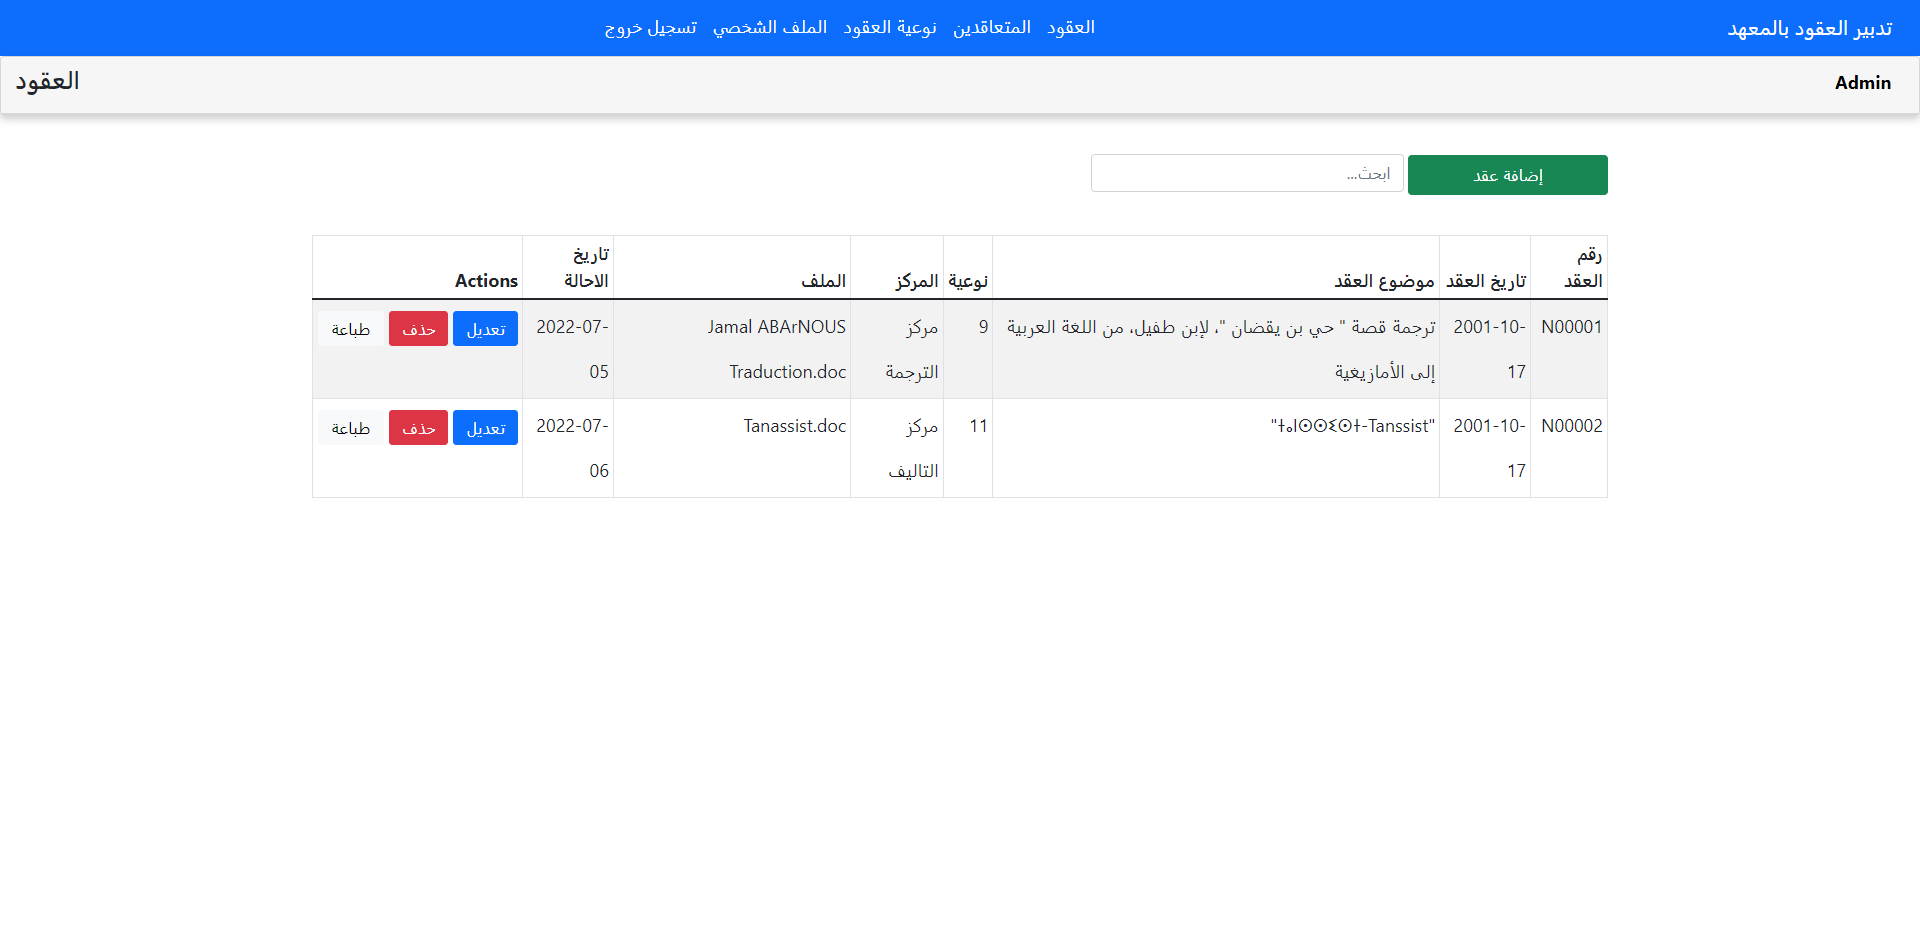 تدبير العقود بالمعهد
العقود المتعاقدين نوعية العقود الملف الشخصي تسجيل خروج
Admin
العقود
إضافة عقد
ابحث...
رقم
العقد
تاريخ العقد
موضوع العقد
نوعية
المركز
الملف
تاريخ
الاحالة
Actions
N00001
2001-10-
17
ترجمة قصة " حي بن يقضان "، لإبن طفيل، من اللغة العربية
إلى الأمازيغية
9
مركز
الترجمة
Jamal ABArNOUS
Traduction.doc
2022-07-
05
تعديل
حذف
طباعة
N00002
2001-10-
17
"ⵜⴰⵏⵙⵙⵉⵙⵜ-Tanssist"
11
مركز
التاليف
Tanassist.doc
2022-07-
06
تعديل
حذف
طباعة